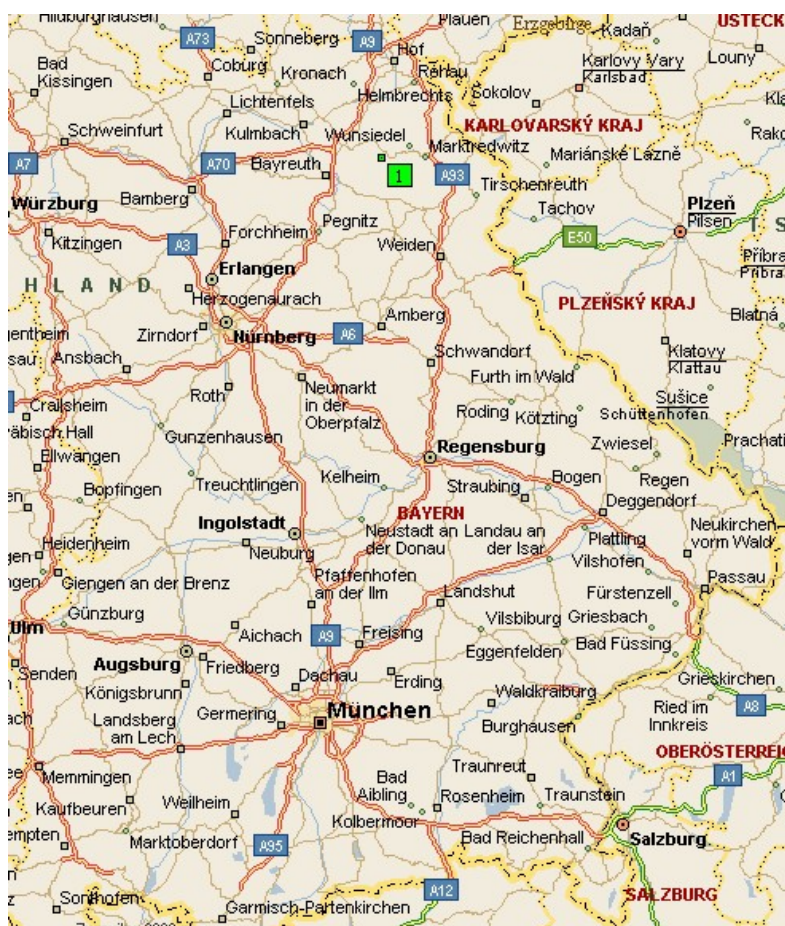 Hildburghausen
Plauen
Erzgebirge
Kadaň
USTECK
A73
Sonneberg
A9
Hof
Bad
Kissingen
Coburg
Kronach
Rehau
Karlovy Vary
Karlsbad
Louny
Lichtenfels
Helmbrechts
Sokolov
Schweinfurt
Kulmbach
Wunsiedel
KARLOVARSKÝ KRAJ
A7
A70
Bayreuth
Marktredwitz
Mariánské Lázně
1
A93
Bamberg
Tirschenreuth
Würzburg
Pegnitz
Tachov
Plzeň
Pilsen
Kitzingen
A3
Forchheim
Weiden
E50
Erlangen
HLAND
Herzogenaurach
PLZEŇSKÝ KRAJ
Zirndorf
Nürnberg
Amberg
A6
Blatná
Ansbach
Schwandorf
Klatovy
Klattau
Roth
Neumarkt
in der
Oberpfalz
Furth im Wald
Sušice
Schüttenhofen
Crailsheim
Roding
Kötzting
äbisch Hall
Gunzenhausen
Regensburg
Zwiesel
Prachati
Ellwangen
Treuchtlingen
Kelheim
Bogen
Regen
Bopfingen
Straubing
Deggendorf
Ingolstadt
BAYERN
Neustadt an
der Donau
Landau an
der Isar
Plattling
Neukirchen
vorm Wald
Heidenheim
Neuburg
Vilshofen
Giengen an der Brenz
Pfaffenhofen
an der Ilm
Landshut
Fürstenzell
Passau
Günzburg
Vilsbiburg
Griesbach
Ulm
Aichach
A9
Freising
Eggenfelden
Bad Füssing
Augsburg
Friedberg
Senden
Königsbrunn
Dachau
Erding
Waldkraiburg
Grieskirchen
Landsberg
am Lech
Germering
München
Burghausen
Ried im
Innkreis
A8
OBERÖSTERREIC
Memmingen
Bad
Aibling
Traunreut
A1
Kaufbeuren
Weilheim
Rosenheim
Traunstein
Kolbermoor
empten
Marktoberdorf
A95
Bad Reichenhall
Salzburg
A12
SALZBURG
Sonthofen
Garmisch-Partenkirchen